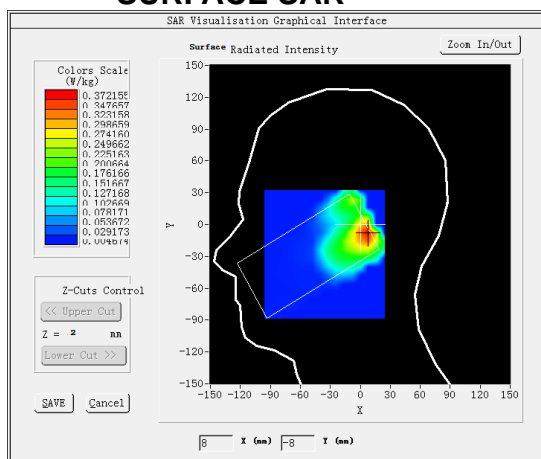 SURFACE SAR
SAR Visualisation Graphical Interface
Surface Radiated Intensity
Zoom In/Out
Colors Scale
(W/kg)
0.372155
0.347657
0.323158
0.298659
0.274160
0.249662
0.225163
0.200664
0.176166
0.151667
0.127168
0.102669
0.078171
0.053672
0.029173
0.004674
Z-Cuts Control
<< Upper Cut
Z = 2 mm
Lower Cut >>
SAVE Cancel
150
120
90
60
30
0
-30
-60
-90
-120
-150
Y
-150 -120 -90 -60 -30 0 30 60 90 120 150
X
8 X (mm) -8 Y (mm)